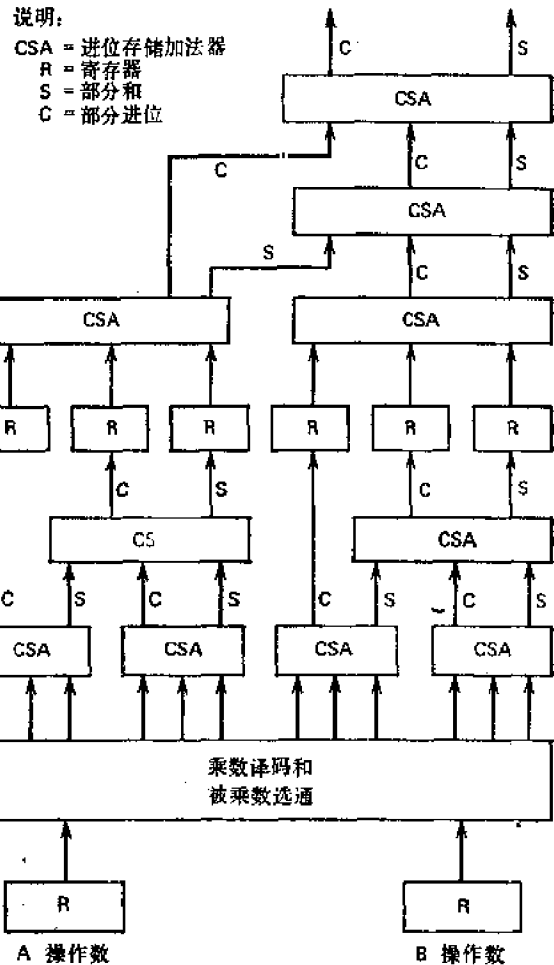 说明：
CSA = 进位存储加法器
R = 寄存器
S = 部分和
C = 部分进位
C S
CSA
C C S
CSA
S C S
CSA CSA
R R R R R R
C S C S
CS CSA
C S C S C S C S
CSA CSA CSA CSA
乘数译码和
被乘数选通
R R
A 操作数 B 操作数